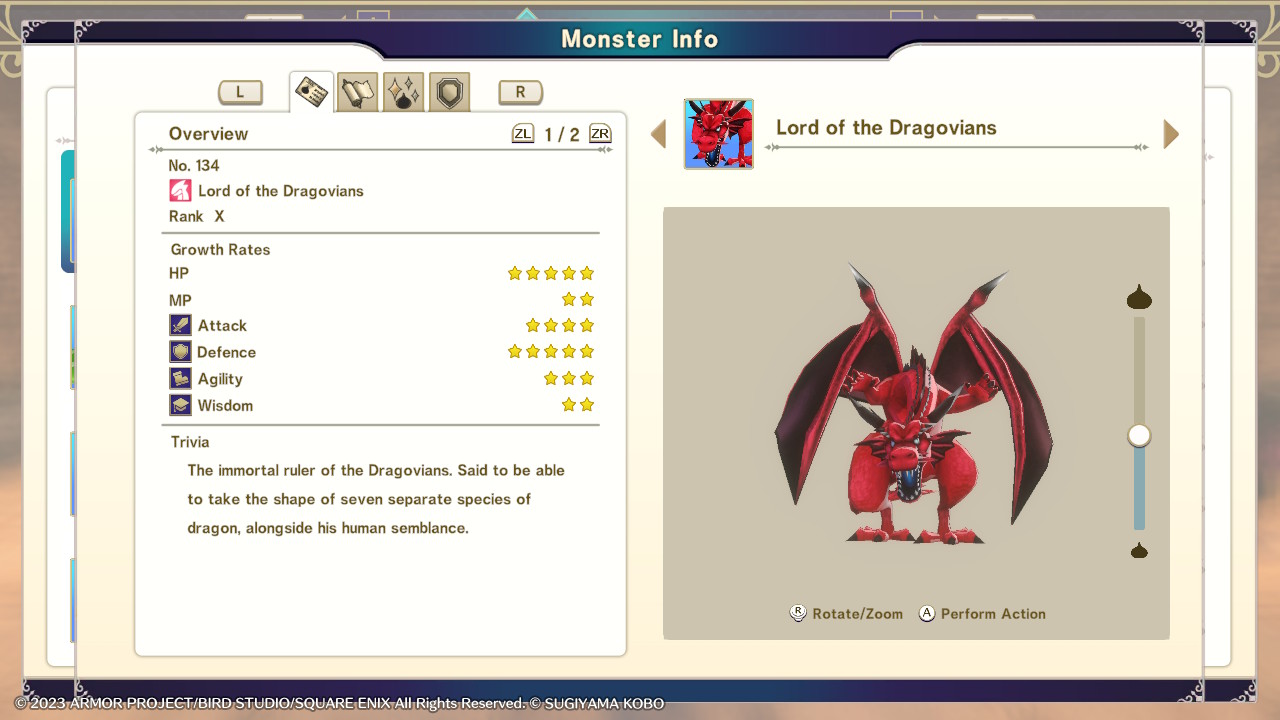 Monster Info
L
R
Overview
ZL 1 / 2 ZR
No. 134
Lord of the Dragovians
Rank X
Growth Rates
HP
MP
Attack
Defence
Agility
Wisdom
Trivia
The immortal ruler of the Dragovians. Said to be able
to take the shape of seven separate species of
dragon, alongside his human semblance.
Lord of the Dragovians
R Rotate/Zoom A Perform Action
© 2023 ARMOR PROJECT/BIRD STUDIO/SQUARE ENIX All Rights Reserved. © SUGIYAMA KOBO